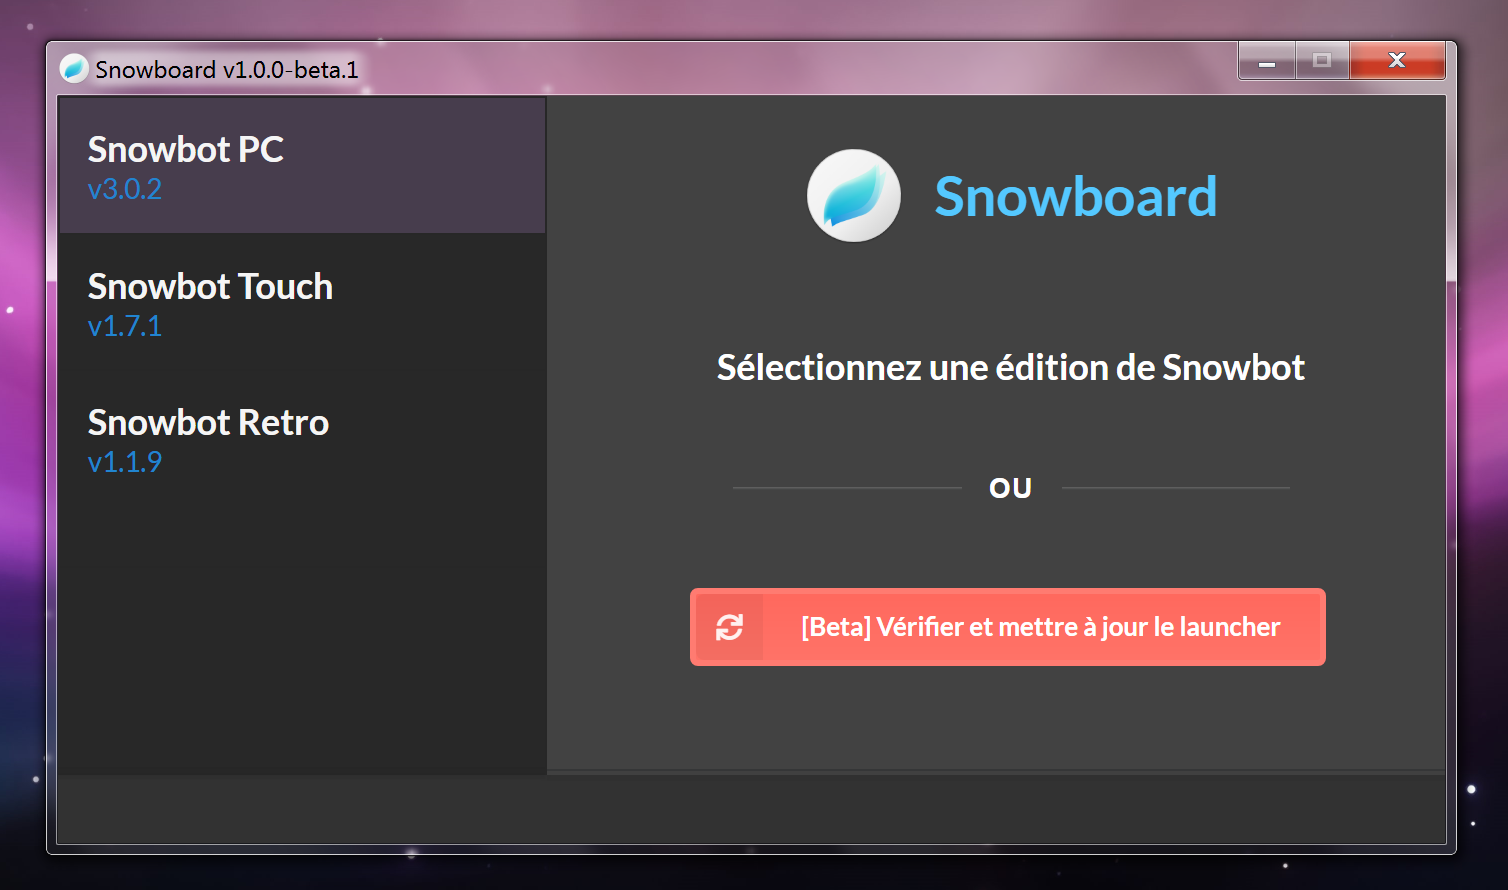 Snowboard v1.0.0-beta.1
Snowbot PC
v3.0.2
Snowbot Touch
v1.7.1
Snowbot Retro
v1.1.9
Snowboard
Sélectionnez une édition de Snowbot
OU
[Beta] Vérifier et mettre à jour le launcher